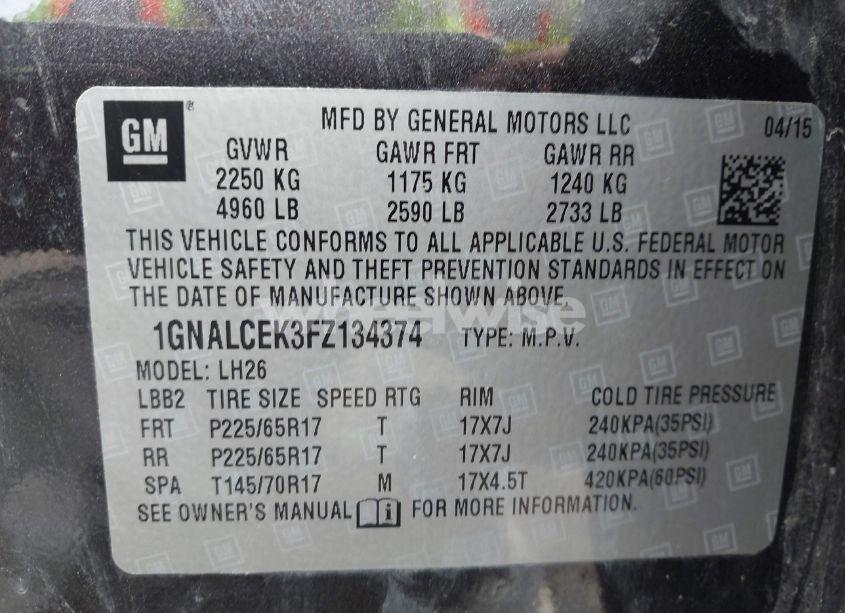 GM ®
MFD BY GENERAL MOTORS LLC 04/15
GVWR GAWR FRT GAWR RR
2250 KG 1175 KG 1240 KG
4960 LB 2590 LB 2733 LB
THIS VEHICLE CONFORMS TO ALL APPLICABLE U.S. FEDERAL MOTOR
VEHICLE SAFETY AND THEFT PREVENTION STANDARDS IN EFFECT ON
THE DATE OF MANUFACTURE SHOWN ABOVE.
wheelwise
1GNALCEK3FZ134374 TYPE: M.P.V.
MODEL: LH26
LBB2 TIRE SIZE SPEED RTG RIM COLD TIRE PRESSURE
FRT P225/65R17 T 17X7J 240KPA(35PSI)
RR P225/65R17 T 17X7J 240KPA(35PSI)
SPA T145/70R17 M 17X4.5T 420KPA(60PSI)
SEE OWNER'S MANUAL i FOR MORE INFORMATION.